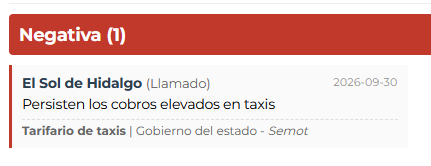 Negativa (1)
El Sol de Hidalgo (Llamado) 2026-09-30
Persisten los cobros elevados en taxis
Tarifario de taxis | Gobierno del estado - Semot